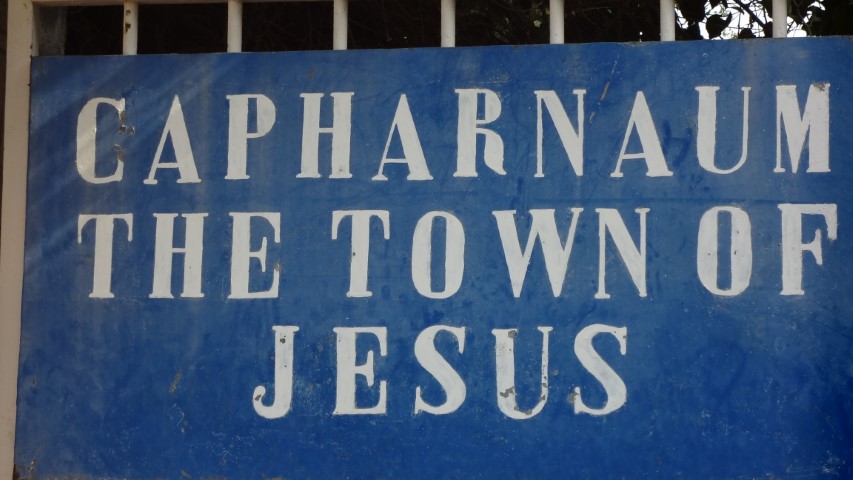 CAPHARNAUM
THE TOWN OF
JESUS